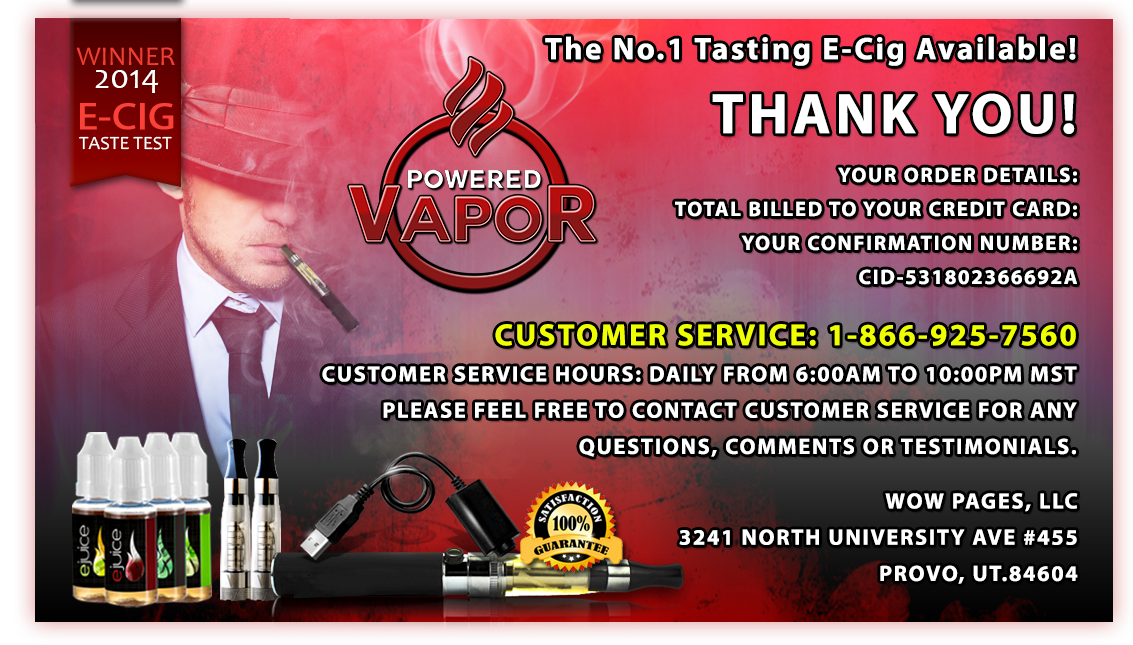 WINNER
2014
E-CIG
TASTE TEST
The No.1 Tasting E-Cig Available!
THANK YOU!
POWERED
VAPOR
YOUR ORDER DETAILS:
TOTAL BILLED TO YOUR CREDIT CARD:
YOUR CONFIRMATION NUMBER:
CID-531802366692A
CUSTOMER SERVICE: 1-866-925-7560
CUSTOMER SERVICE HOURS: DAILY FROM 6:00AM TO 10:00PM MST
PLEASE FEEL FREE TO CONTACT CUSTOMER SERVICE FOR ANY
QUESTIONS, COMMENTS OR TESTIMONIALS.
ejuice
ejuice
SATISFACTION
100%
GUARANTEE
WOW PAGES, LLC
3241 NORTH UNIVERSITY AVE #455
PROVO, UT.84604